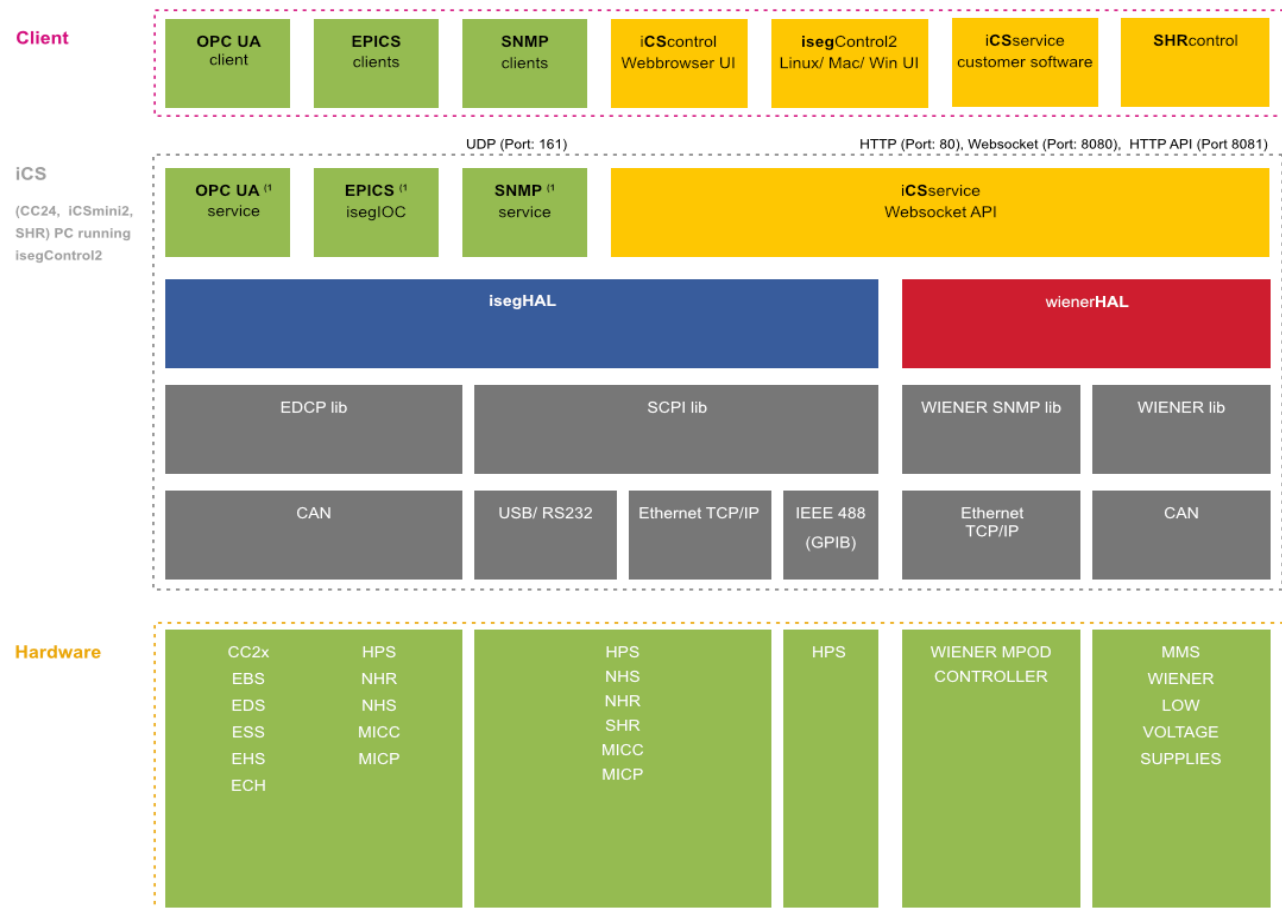 Client
OPC UA
client
EPICS
clients
SNMP
clients
iCScontrol
Webbrowser UI
isegControl2
Linux/ Mac/ Win UI
iCSservice
customer software
SHRcontrol
UDP (Port: 161)
HTTP (Port: 80), Websocket (Port: 8080), HTTP API (Port 8081)
iCS
(CC24, iCSmini2,
SHR) PC running
isegControl2
OPC UA (1
service
EPICS (1
isegIOC
SNMP (1
service
iCSservice
Websocket API
isegHAL
wienerHAL
EDCP lib
SCPI lib
WIENER SNMP lib
WIENER lib
CAN
USB/ RS232
Ethernet TCP/IP
IEEE 488
(GPIB)
Ethernet
TCP/IP
CAN
Hardware
CC2x
EBS
EDS
ESS
EHS
ECH
HPS
NHR
NHS
MICC
MICP
HPS
NHS
NHR
SHR
MICC
MICP
HPS
WIENER MPOD
CONTROLLER
MMS
WIENER
LOW
VOLTAGE
SUPPLIES